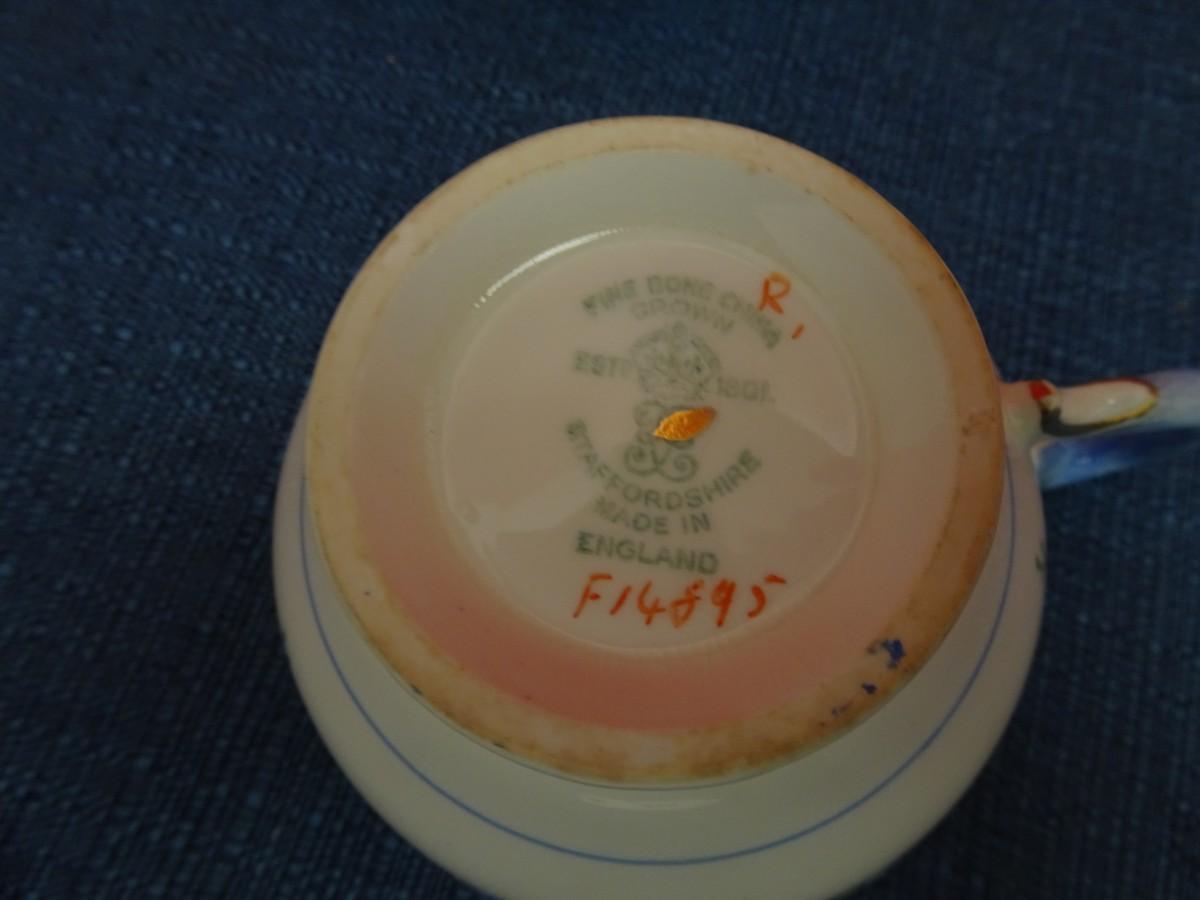 R,
FINE BONE CHINA
CROWN
ESTD 1801.
STAFFORDSHIRE
MADE IN
ENGLAND
F14895